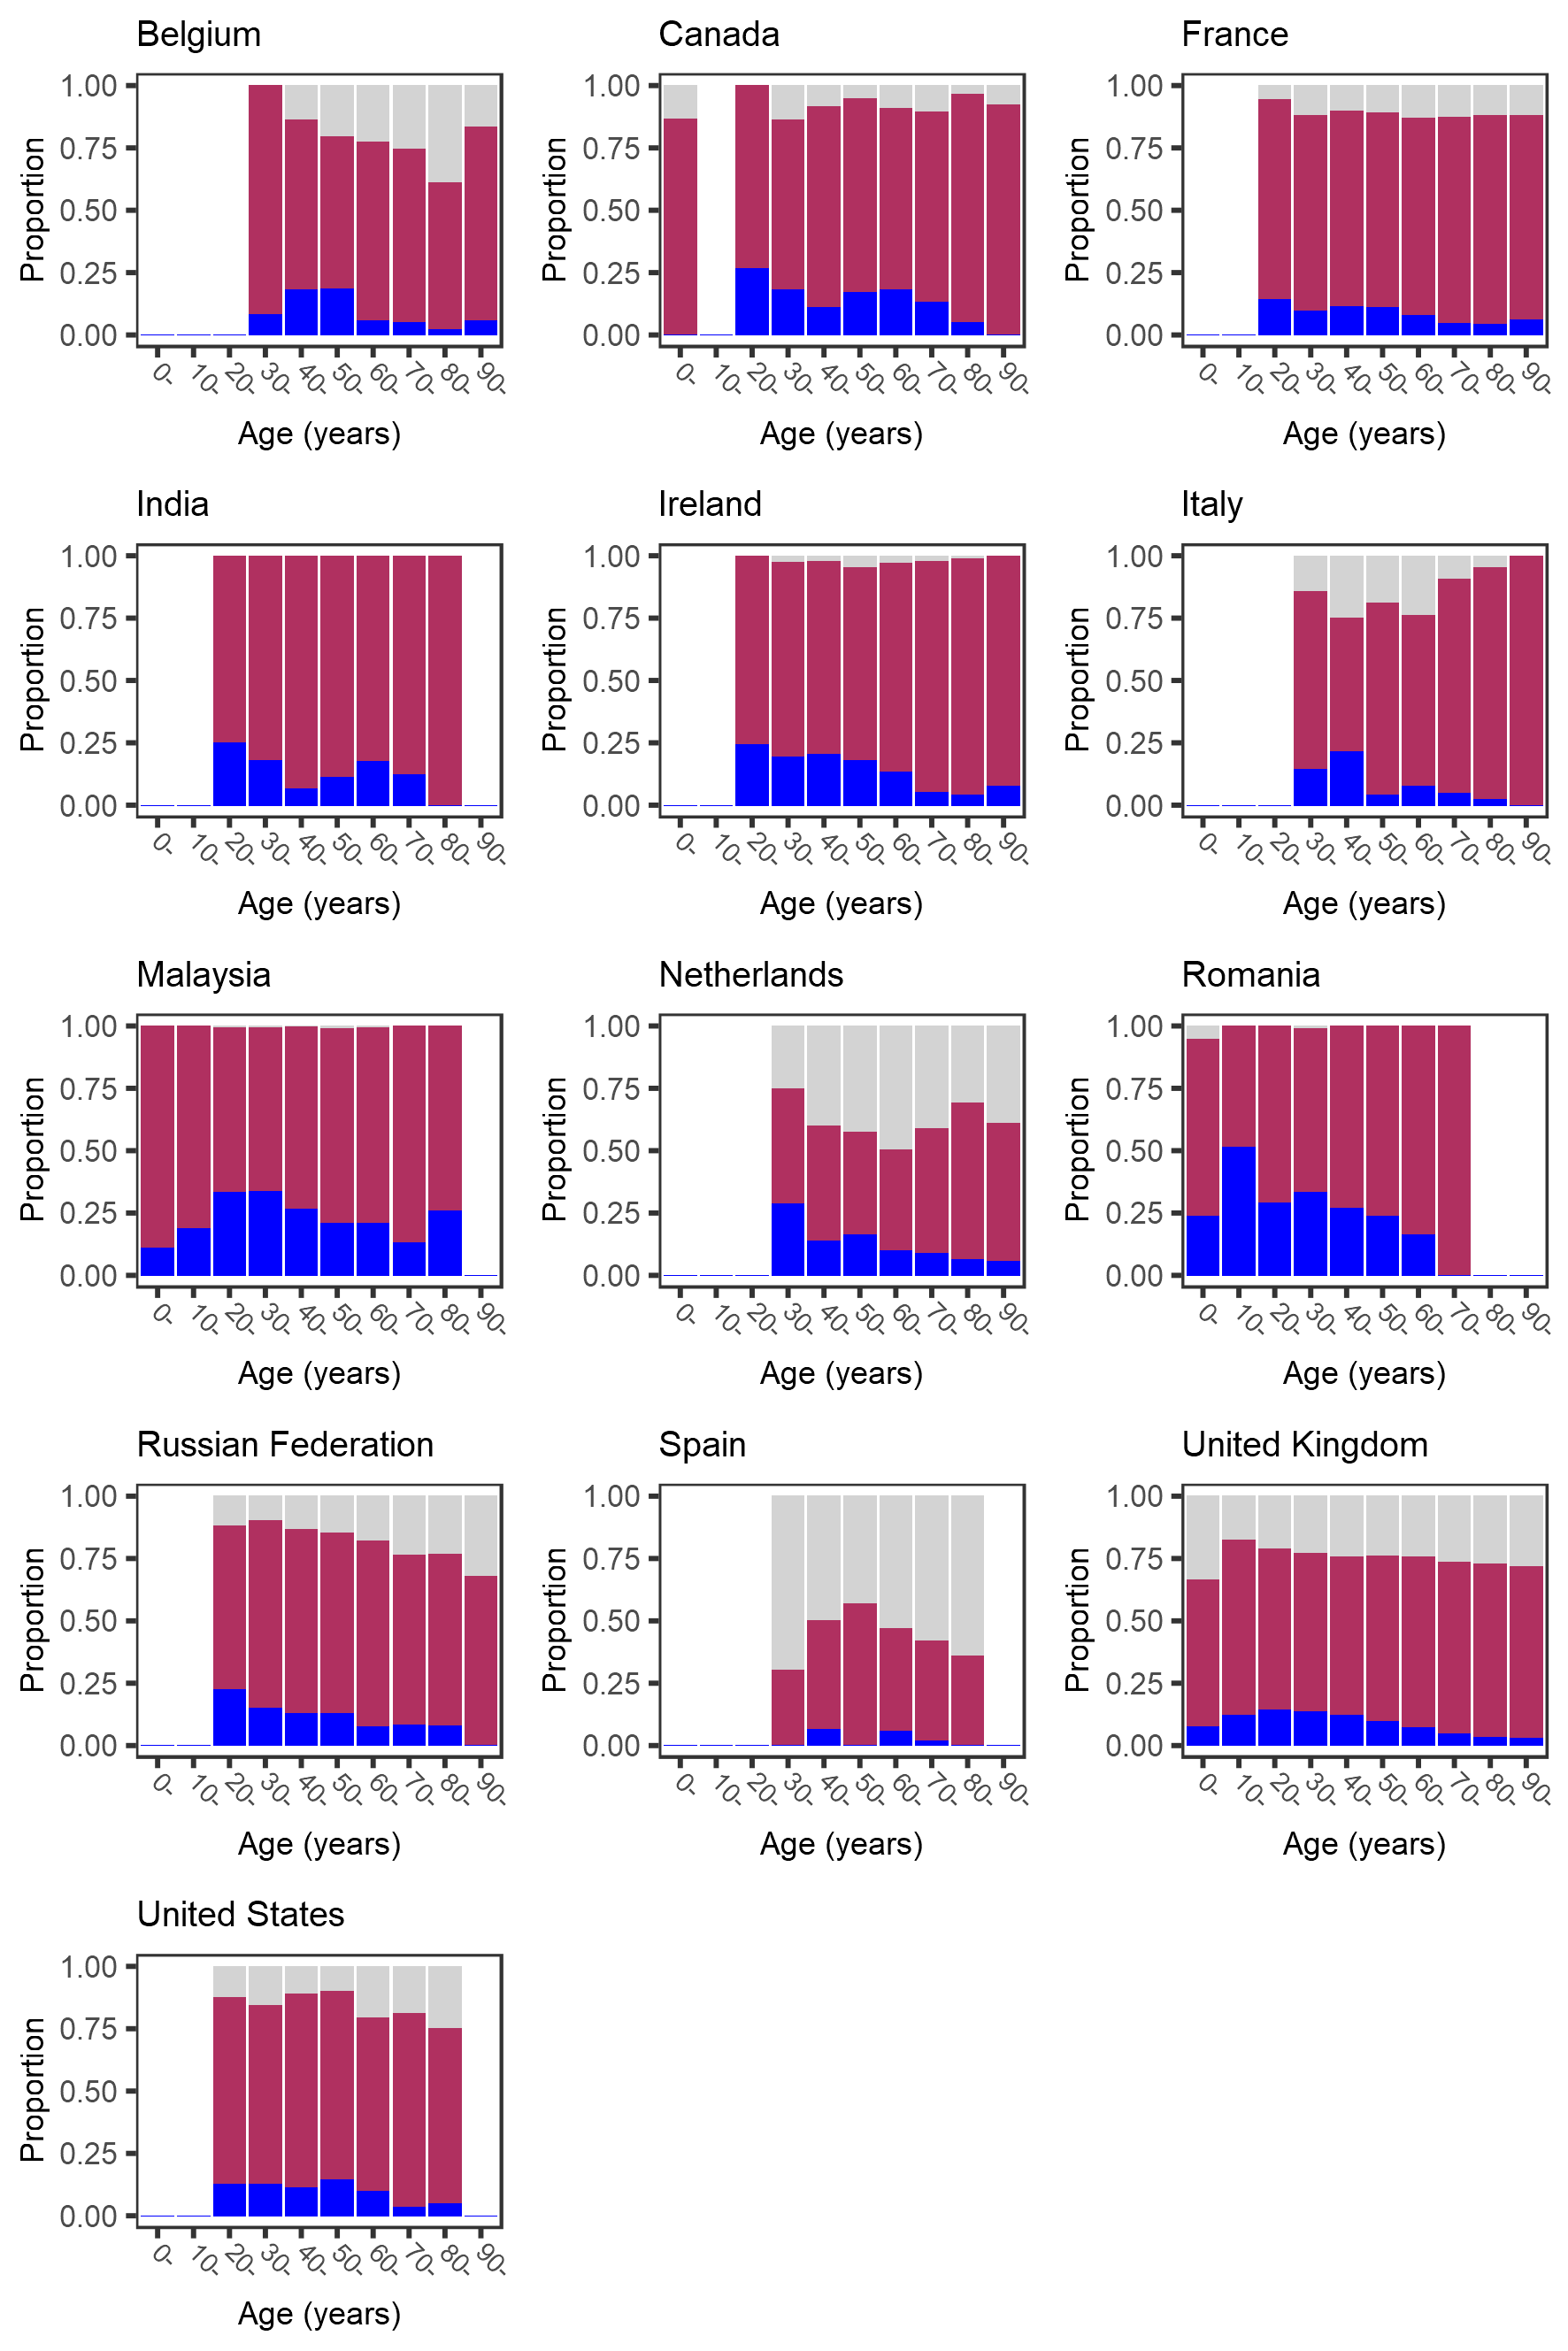 Belgium
Canada
France
1.00
0.75
0.50
0.25
0.00
Proportion
0- 10- 20- 30- 40- 50- 60- 70- 80- 90-
Age (years)
1.00
0.75
0.50
0.25
0.00
Proportion
0- 10- 20- 30- 40- 50- 60- 70- 80- 90-
Age (years)
1.00
0.75
0.50
0.25
0.00
Proportion
0- 10- 20- 30- 40- 50- 60- 70- 80- 90-
Age (years)
India
Ireland
Italy
1.00
0.75
0.50
0.25
0.00
Proportion
0- 10- 20- 30- 40- 50- 60- 70- 80- 90-
Age (years)
1.00
0.75
0.50
0.25
0.00
Proportion
0- 10- 20- 30- 40- 50- 60- 70- 80- 90-
Age (years)
1.00
0.75
0.50
0.25
0.00
Proportion
0- 10- 20- 30- 40- 50- 60- 70- 80- 90-
Age (years)
Malaysia
Netherlands
Romania
1.00
0.75
0.50
0.25
0.00
Proportion
0- 10- 20- 30- 40- 50- 60- 70- 80- 90-
Age (years)
1.00
0.75
0.50
0.25
0.00
Proportion
0- 10- 20- 30- 40- 50- 60- 70- 80- 90-
Age (years)
1.00
0.75
0.50
0.25
0.00
Proportion
0- 10- 20- 30- 40- 50- 60- 70- 80- 90-
Age (years)
Russian Federation
Spain
United Kingdom
1.00
0.75
0.50
0.25
0.00
Proportion
0- 10- 20- 30- 40- 50- 60- 70- 80- 90-
Age (years)
1.00
0.75
0.50
0.25
0.00
Proportion
0- 10- 20- 30- 40- 50- 60- 70- 80- 90-
Age (years)
1.00
0.75
0.50
0.25
0.00
Proportion
0- 10- 20- 30- 40- 50- 60- 70- 80- 90-
Age (years)
United States
1.00
0.75
0.50
0.25
0.00
Proportion
0- 10- 20- 30- 40- 50- 60- 70- 80- 90-
Age (years)